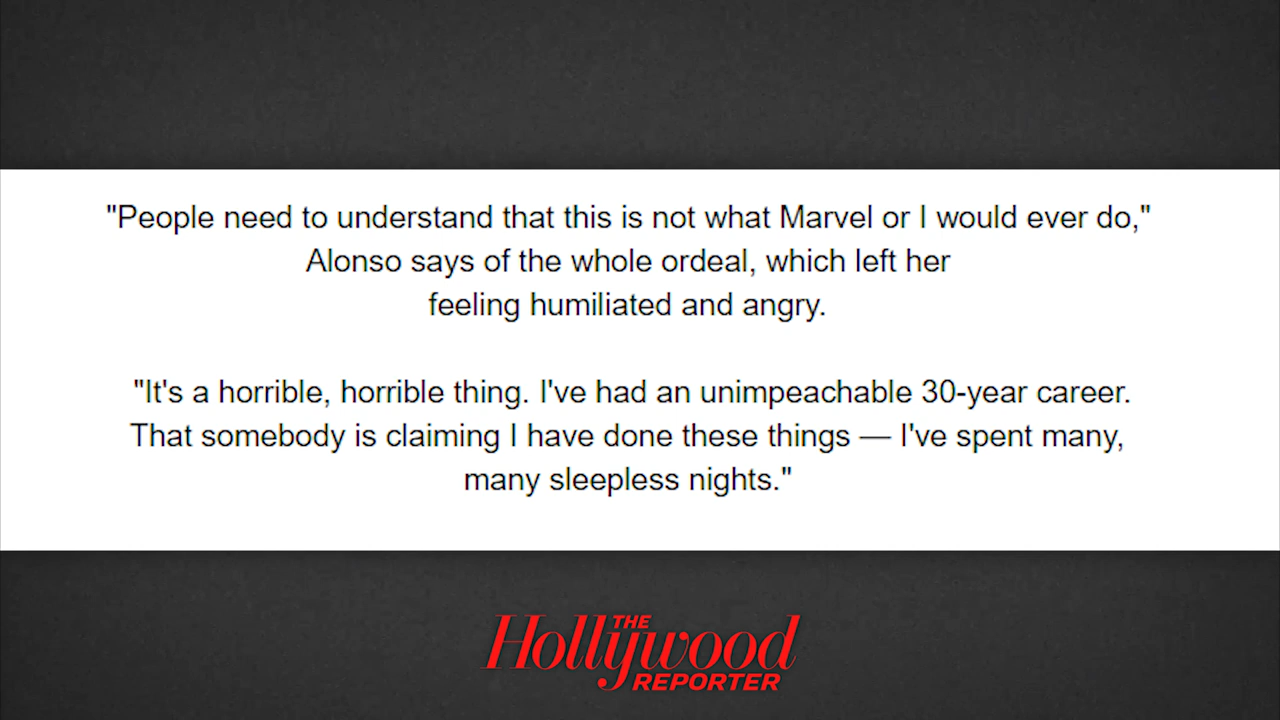 "People need to understand that this is not what Marvel or I would ever do,"
Alonso says of the whole ordeal, which left her
feeling humiliated and angry.
"It's a horrible, horrible thing. I've had an unimpeachable 30-year career.
That somebody is claiming I have done these things — I've spent many,
many sleepless nights."
THE
Hollywood
REPORTER